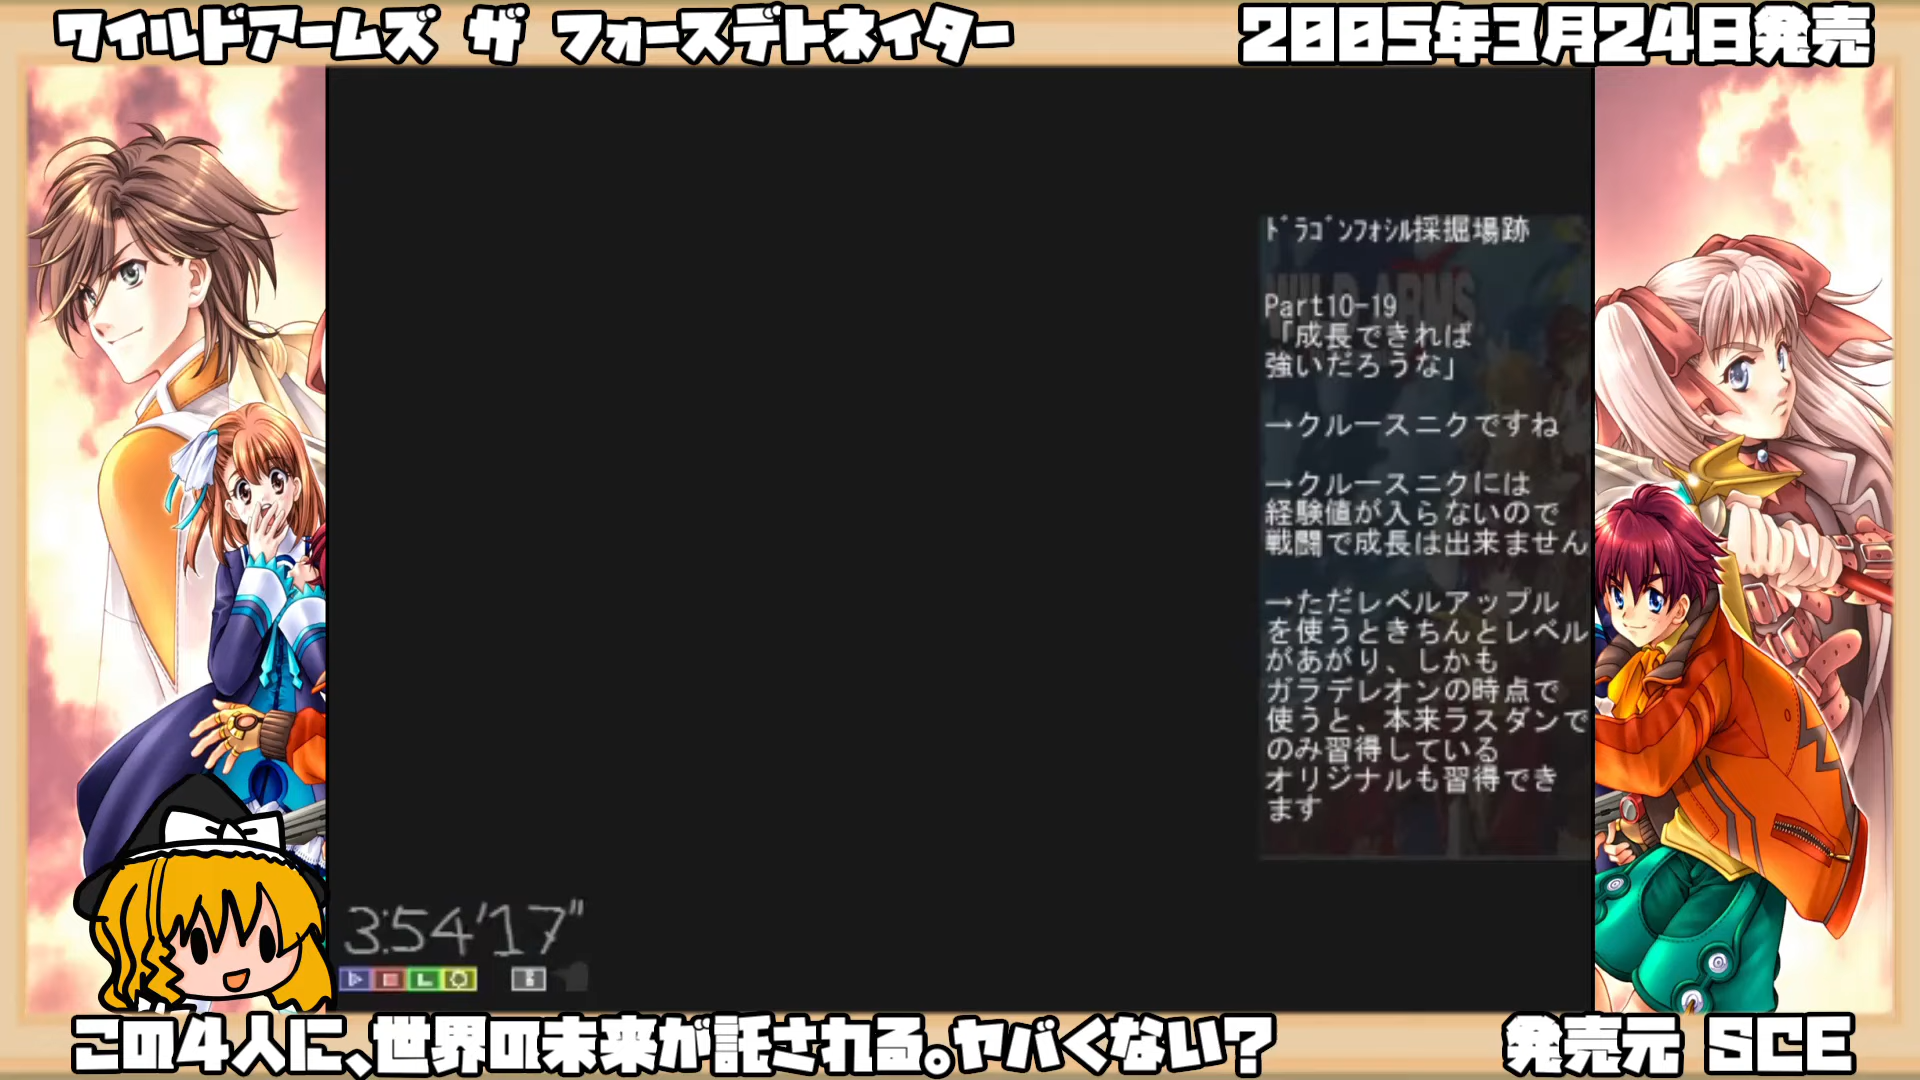 ワイルドアームズ ザ フォースデトネイター
2005年3月24日発売
ﾄﾞﾗｺﾞﾝﾌｫｼﾙ採掘場跡
WILD ARMS
Part10-19
「成長できれば
強いだろうな」
→クルースニクですね
→クルースニクには
経験値が入らないので
戦闘で成長は出来ません
→ただレベルアップル
を使うときちんとレベル
があがり、しかも
ガラデレオンの時点で
使うと、本来ラスダンで
のみ習得している
オリジナルも習得でき
ます
3:54'17"
この4人に、世界の未来が託される。ヤバくない？
発売元 SCE